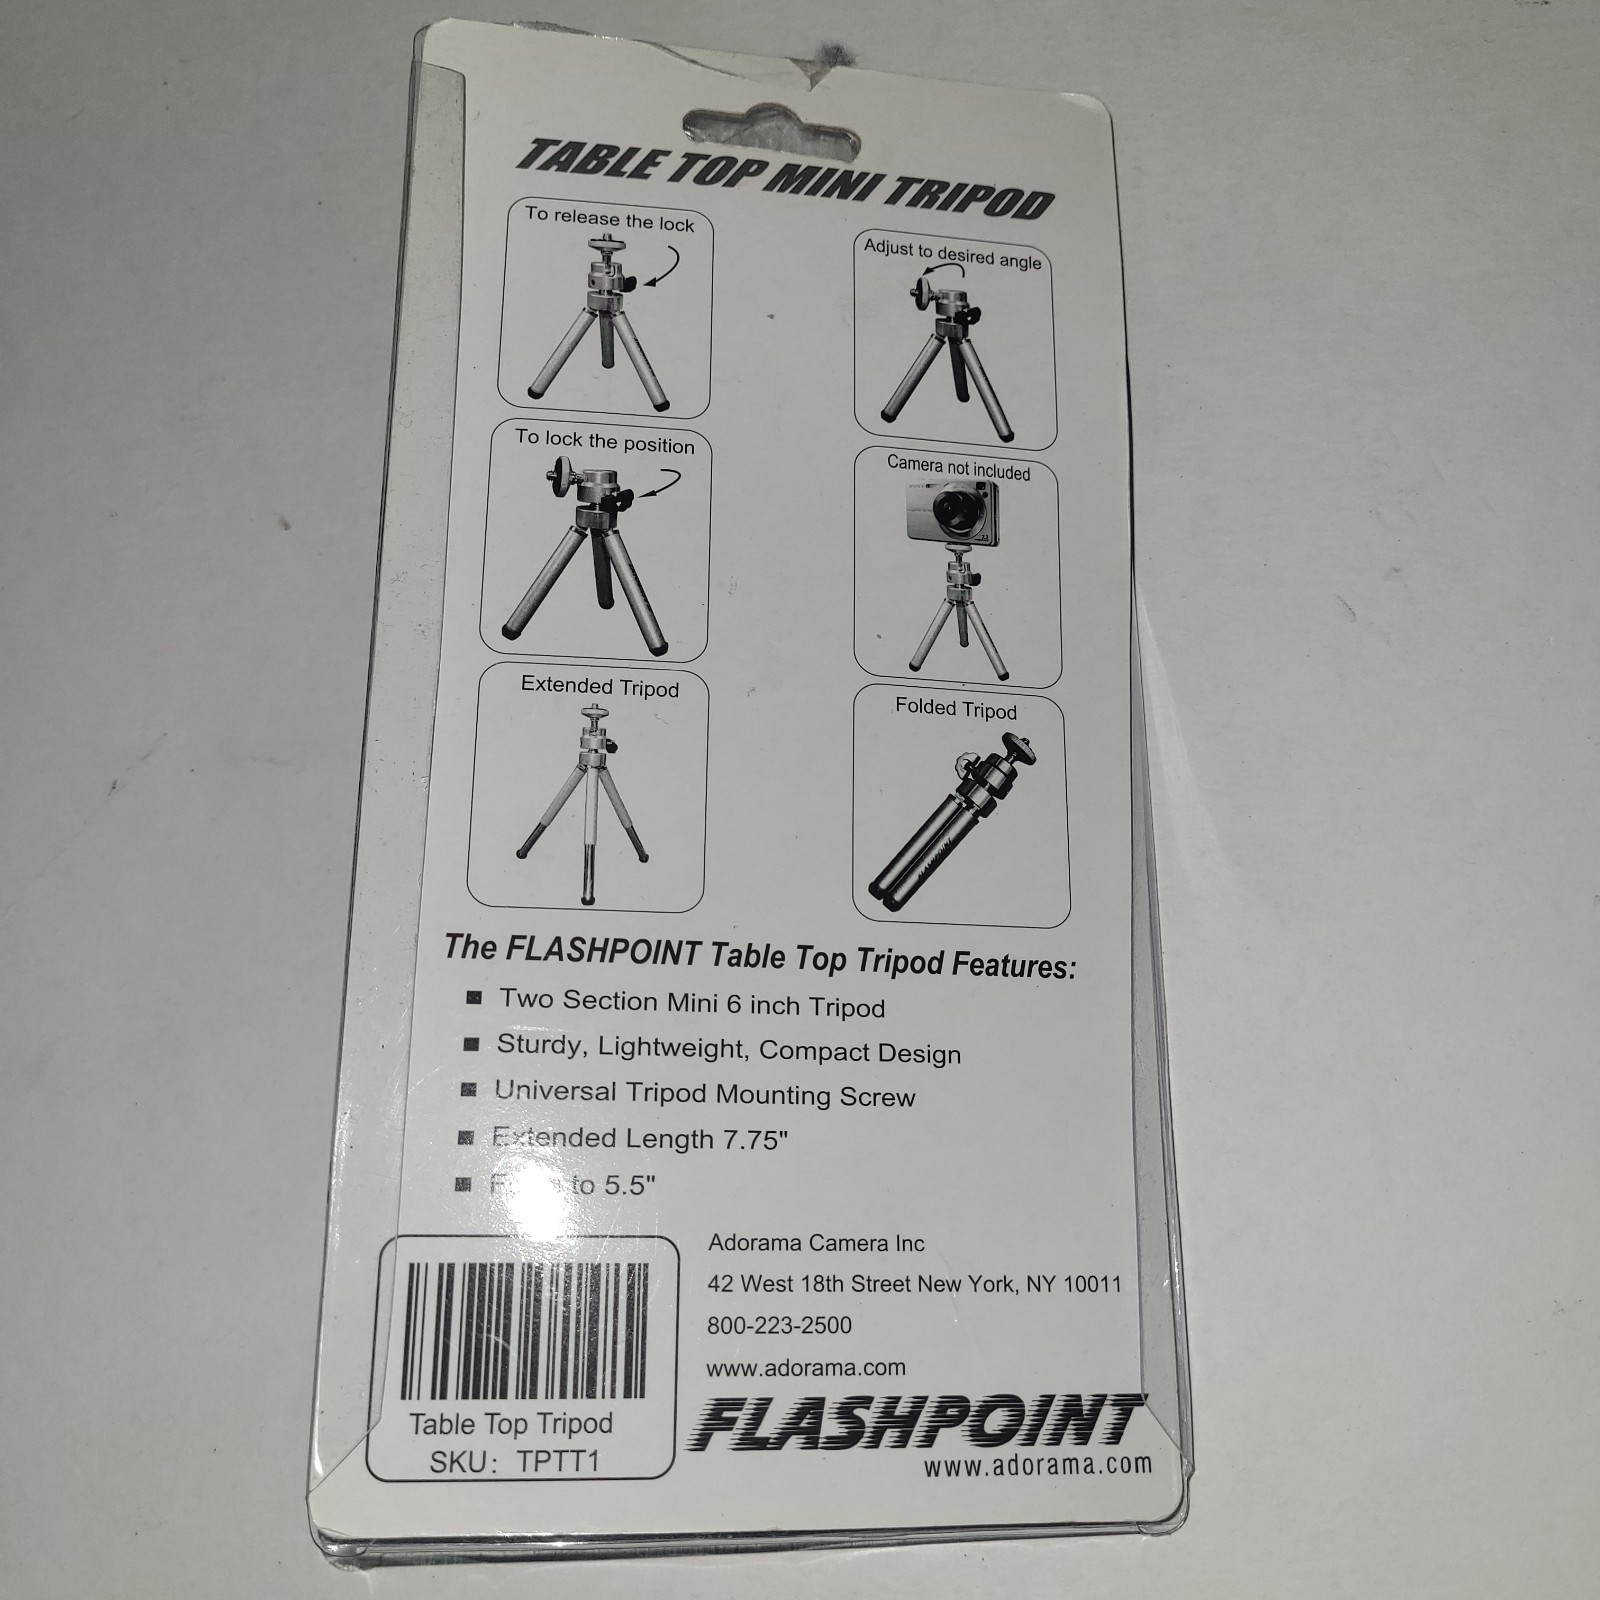 TABLE TOP MINI TRIPOD
To release the lock
Adjust to desired angle
To lock the position
Camera not included
Extended Tripod
Folded Tripod
FLASHPOINT
The FLASHPOINT Table Top Tripod Features:
Two Section Mini 6 inch Tripod
Sturdy, Lightweight, Compact Design
Universal Tripod Mounting Screw
Extended Length 7.75"
to 5.5"
Adorama Camera Inc
42 West 18th Street New York, NY 10011
800-223-2500
www.adorama.com
Table Top Tripod
SKU: TPTT1
FLASHPOINT
www.adorama.com